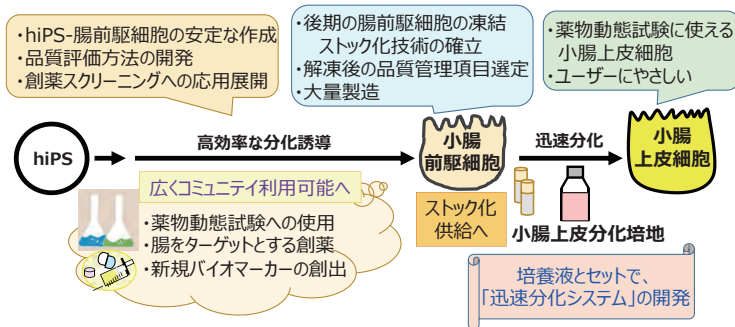 ・hiPS-腸前駆細胞の安定な作成
・品質評価方法の開発
・創薬スクリーニングへの応用展開
・後期の腸前駆細胞の凍結
ストック化技術の確立
・解凍後の品質管理項目選定
・大量製造
・薬物動態試験に使える
小腸上皮細胞
・ユーザーにやさしい
hiPS
高効率な分化誘導
小腸
前駆細胞
迅速分化
小腸
上皮細胞
広くコミュニテイ利用可能へ
・薬物動態試験への使用
・腸をターゲットとする創薬
・新規バイオマーカーの創出
ストック化
供給へ
小腸上皮分化培地
培養液とセットで、
「迅速分化システム」の開発